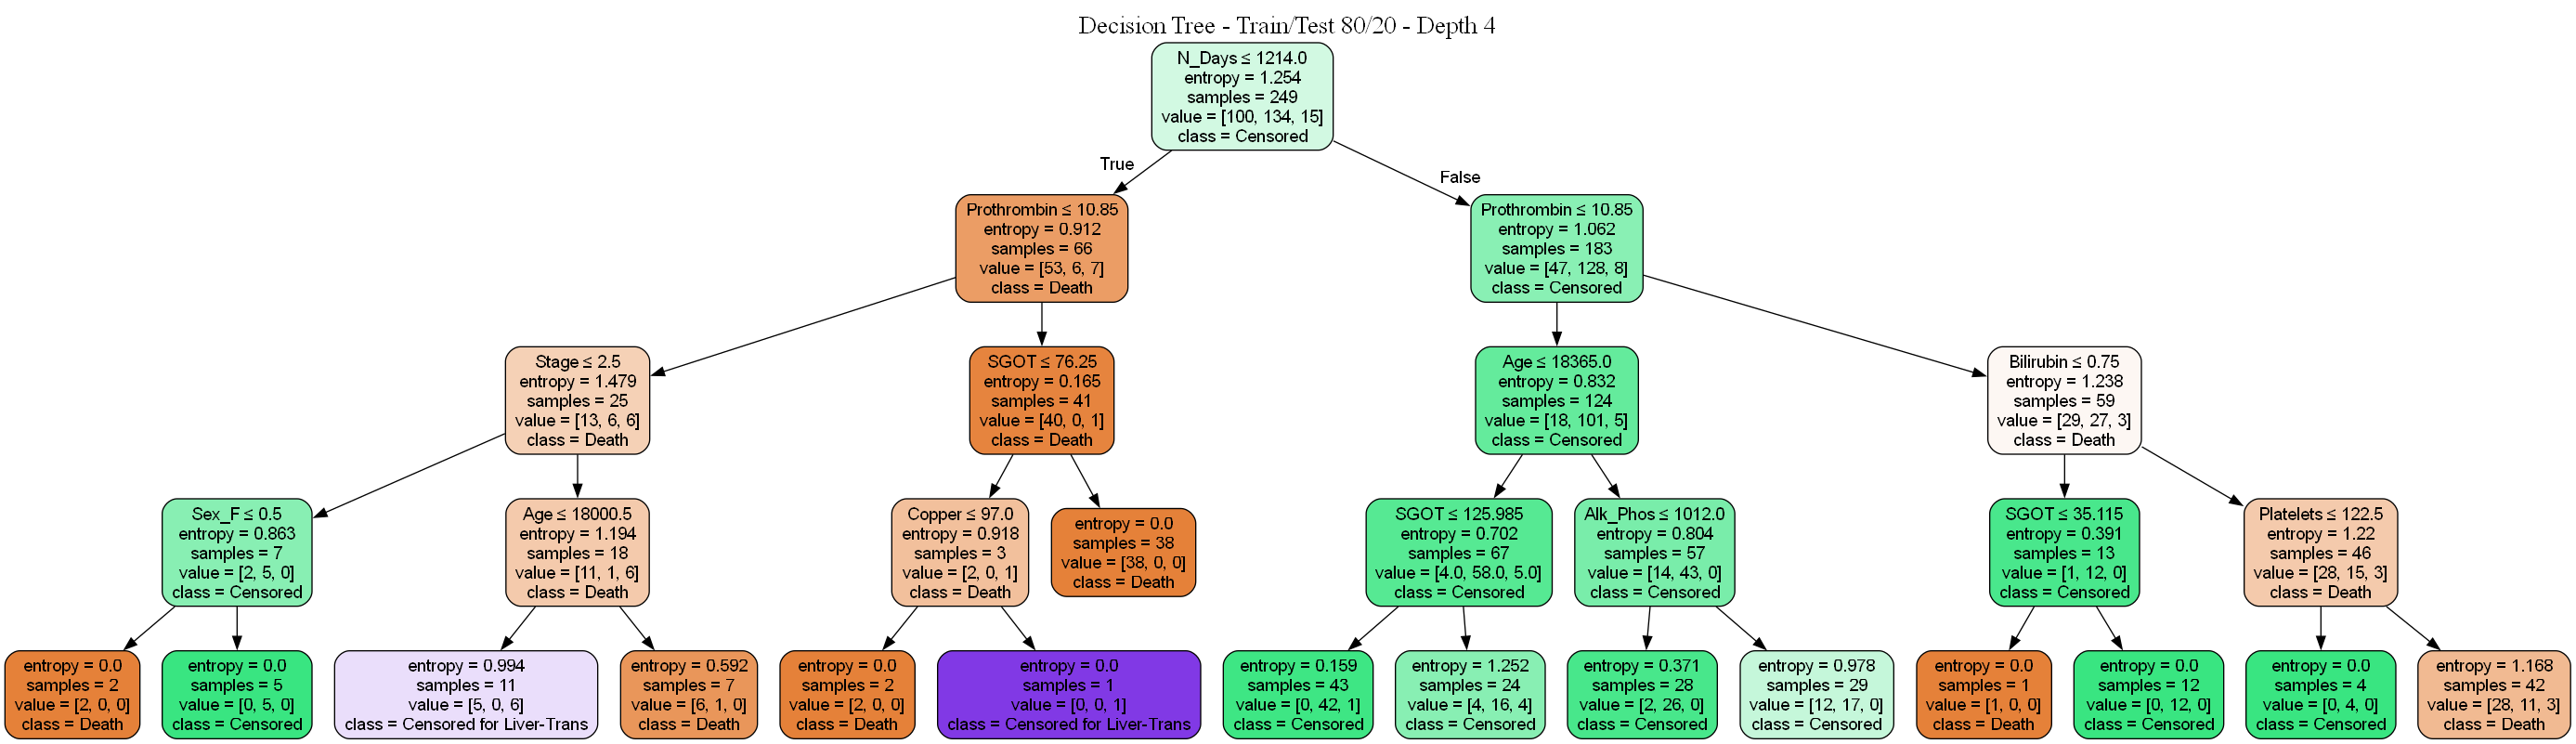 Decision Tree - Train/Test 80/20 - Depth 4
N_Days ≤ 1214.0
entropy = 1.254
samples = 249
value = [100, 134, 15]
class = Censored
True
False
Prothrombin ≤ 10.85
entropy = 0.912
samples = 66
value = [53, 6, 7]
class = Death
Prothrombin ≤ 10.85
entropy = 1.062
samples = 183
value = [47, 128, 8]
class = Censored
Stage ≤ 2.5
entropy = 1.479
samples = 25
value = [13, 6, 6]
class = Death
SGOT ≤ 76.25
entropy = 0.165
samples = 41
value = [40, 0, 1]
class = Death
Age ≤ 18365.0
entropy = 0.832
samples = 124
value = [18, 101, 5]
class = Censored
Bilirubin ≤ 0.75
entropy = 1.238
samples = 59
value = [29, 27, 3]
class = Death
Sex_F ≤ 0.5
entropy = 0.863
samples = 7
value = [2, 5, 0]
class = Censored
Age ≤ 18000.5
entropy = 1.194
samples = 18
value = [11, 1, 6]
class = Death
Copper ≤ 97.0
entropy = 0.918
samples = 3
value = [2, 0, 1]
class = Death
entropy = 0.0
samples = 38
value = [38, 0, 0]
class = Death
SGOT ≤ 125.985
entropy = 0.702
samples = 67
value = [4.0, 58.0, 5.0]
class = Censored
Alk_Phos ≤ 1012.0
entropy = 0.804
samples = 57
value = [14, 43, 0]
class = Censored
SGOT ≤ 35.115
entropy = 0.391
samples = 13
value = [1, 12, 0]
class = Censored
Platelets ≤ 122.5
entropy = 1.22
samples = 46
value = [28, 15, 3]
class = Death
entropy = 0.0
samples = 2
value = [2, 0, 0]
class = Death
entropy = 0.0
samples = 5
value = [0, 5, 0]
class = Censored
entropy = 0.994
samples = 11
value = [5, 0, 6]
class = Censored for Liver-Trans
entropy = 0.592
samples = 7
value = [6, 1, 0]
class = Death
entropy = 0.0
samples = 2
value = [2, 0, 0]
class = Death
entropy = 0.0
samples = 1
value = [0, 0, 1]
class = Censored for Liver-Trans
entropy = 0.159
samples = 43
value = [0, 42, 1]
class = Censored
entropy = 1.252
samples = 24
value = [4, 16, 4]
class = Censored
entropy = 0.371
samples = 28
value = [2, 26, 0]
class = Censored
entropy = 0.978
samples = 29
value = [12, 17, 0]
class = Censored
entropy = 0.0
samples = 1
value = [1, 0, 0]
class = Death
entropy = 0.0
samples = 12
value = [0, 12, 0]
class = Censored
entropy = 0.0
samples = 4
value = [0, 4, 0]
class = Censored
entropy = 1.168
samples = 42
value = [28, 11, 3]
class = Death